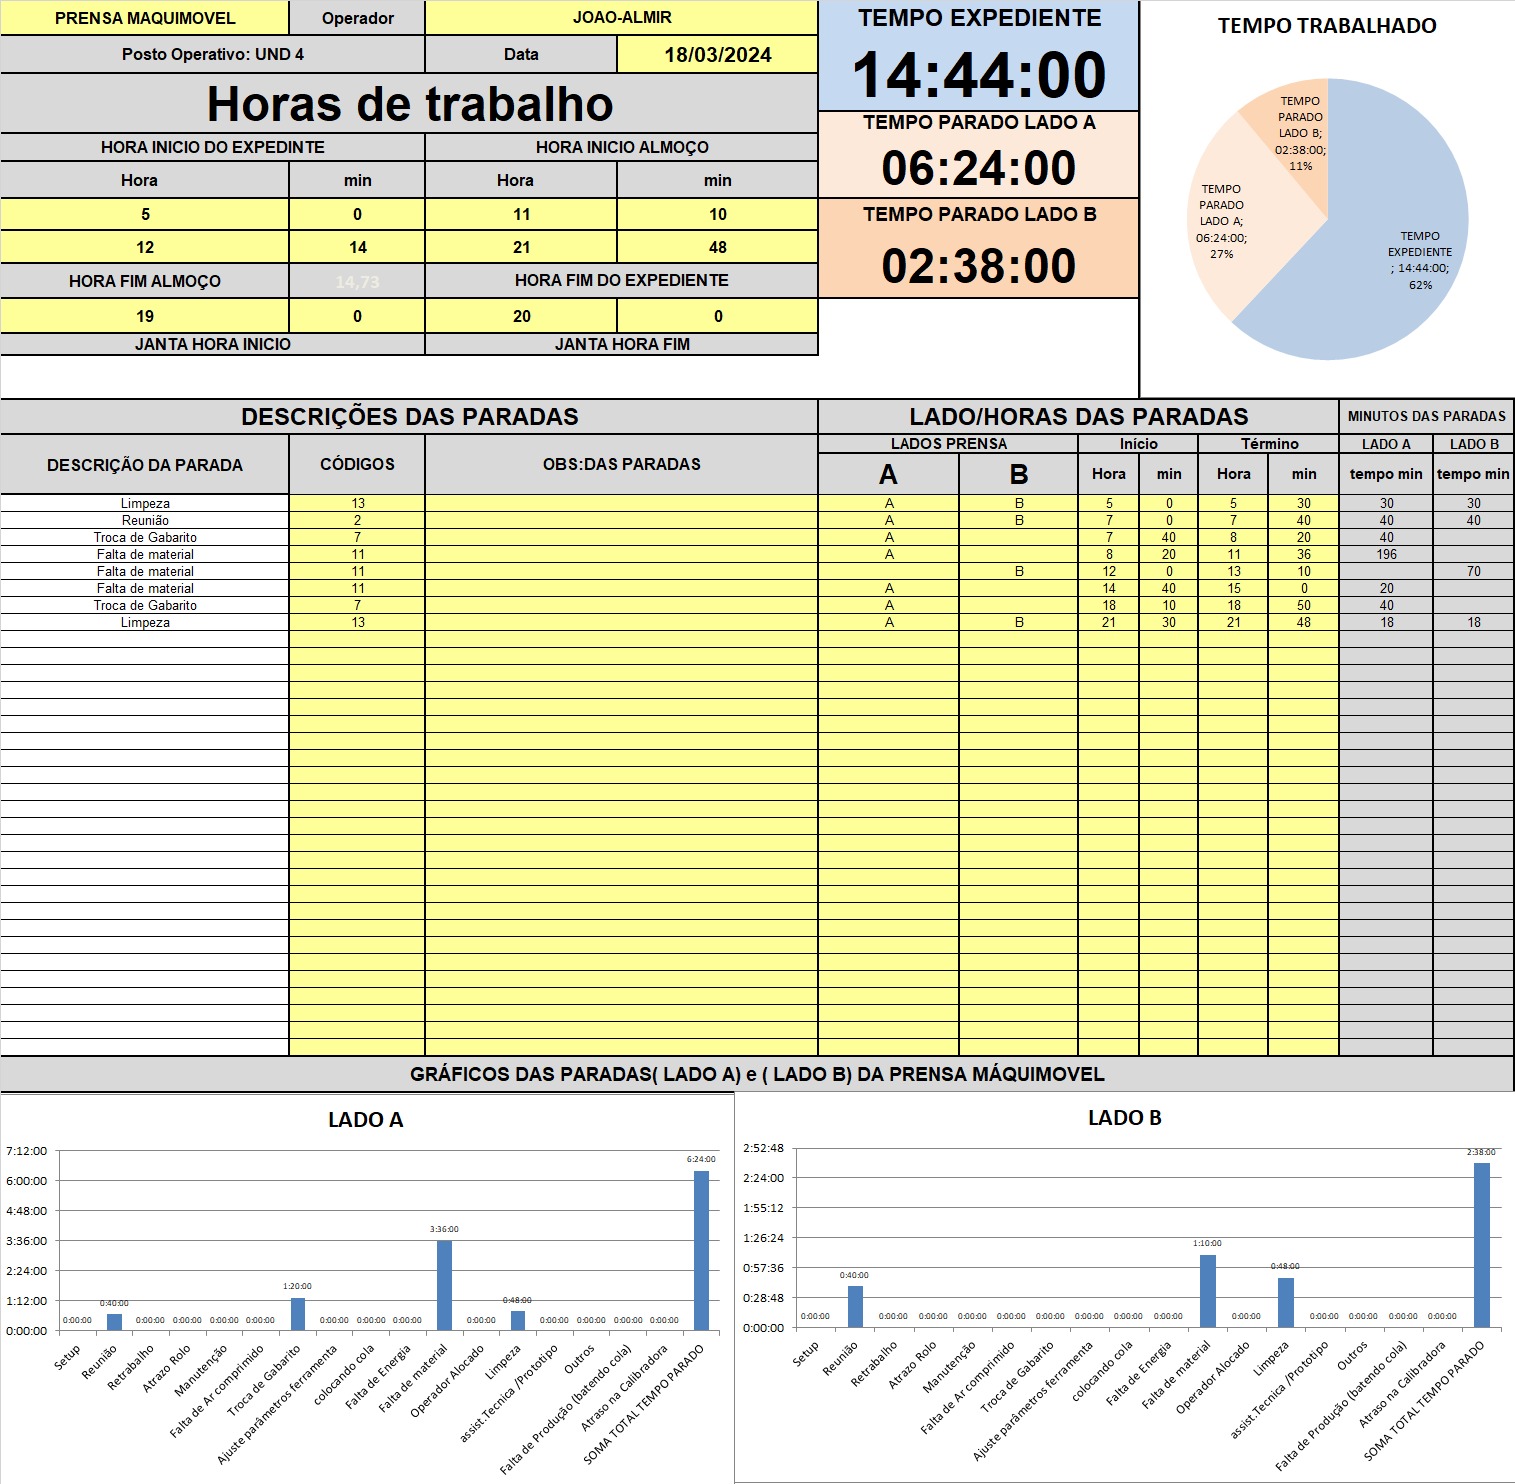 PRENSA MAQUIMOVEL Operador JOAO-ALMIR
Posto Operativo: UND 4 Data 18/03/2024
Horas de trabalho
HORA INICIO DO EXPEDINTE HORA INICIO ALMOÇO
Hora min Hora min
5 0 11 10
12 14 21 48
HORA FIM ALMOÇO 14,73 HORA FIM DO EXPEDIENTE
19 0 20 0
JANTA HORA INICIO JANTA HORA FIM
TEMPO EXPEDIENTE
14:44:00
TEMPO PARADO LADO A
06:24:00
TEMPO PARADO LADO B
02:38:00
TEMPO TRABALHADO
TEMPO
PARADO
LADO B;
02:38:00;
11%
TEMPO
PARADO
LADO A;
06:24:00;
27%
TEMPO
EXPEDIENTE
; 14:44:00;
62%
DESCRIÇÕES DAS PARADAS LADO/HORAS DAS PARADAS MINUTOS DAS PARADAS
DESCRIÇÃO DA PARADA CÓDIGOS OBS:DAS PARADAS LADOS PRENSA Início Término LADO A LADO B
A B Hora min Hora min tempo min tempo min
Limpeza 13 A B 5 0 5 30 30 30
Reunião 2 A B 7 0 7 40 40 40
Troca de Gabarito 7 A 7 40 8 20 40
Falta de material 11 A 8 20 11 36 196
Falta de material 11 B 12 0 13 10 70
Falta de material 11 A 14 40 15 0 20
Troca de Gabarito 7 A 18 10 18 50 40
Limpeza 13 A B 21 30 21 48 18 18
GRÁFICOS DAS PARADAS( LADO A) e ( LADO B) DA PRENSA MÁQUIMOVEL
LADO A
7:12:00
6:00:00
4:48:00
3:36:00
2:24:00
1:12:00
0:00:00
0:00:00 0:40:00 0:00:00 0:00:00 0:00:00 0:00:00 1:20:00 0:00:00 0:00:00 0:00:00 3:36:00 0:00:00 0:48:00 0:00:00 0:00:00 0:00:00 0:00:00 6:24:00
Setup
Reunião
Retrabalho
Atrazo Rolo
Manutenção
Falta de Ar comprimido
Troca de Gabarito
Ajuste parâmetros ferramenta
colocando cola
Falta de Energia
Falta de material
Operador Alocado
Limpeza
assist.Tecnica /Prototipo
Outros
Falta de Produção (batendo cola)
Atraso na Calibradora
SOMA TOTAL TEMPO PARADO
LADO B
2:52:48
2:24:00
1:55:12
1:26:24
0:57:36
0:28:48
0:00:00
0:00:00 0:40:00 0:00:00 0:00:00 0:00:00 0:00:00 0:00:00 0:00:00 0:00:00 0:00:00 1:10:00 0:00:00 0:48:00 0:00:00 0:00:00 0:00:00 0:00:00 2:38:00
Setup
Reunião
Retrabalho
Atrazo Rolo
Manutenção
Falta de Ar comprimido
Troca de Gabarito
Ajuste parâmetros ferramenta
colocando cola
Falta de Energia
Falta de material
Operador Alocado
Limpeza
assist.Tecnica /Prototipo
Outros
Falta de Produção (batendo cola)
Atraso na Calibradora
SOMA TOTAL TEMPO PARADO